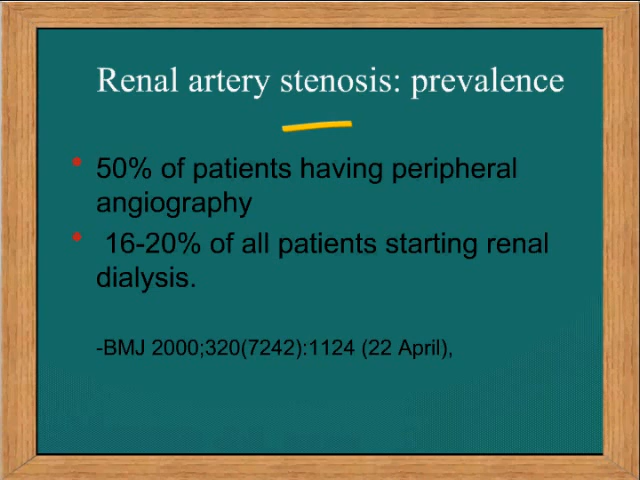 Renal artery stenosis: prevalence
• 50% of patients having peripheral
angiography
• 16-20% of all patients starting renal
dialysis.
-BMJ 2000;320(7242):1124 (22 April),